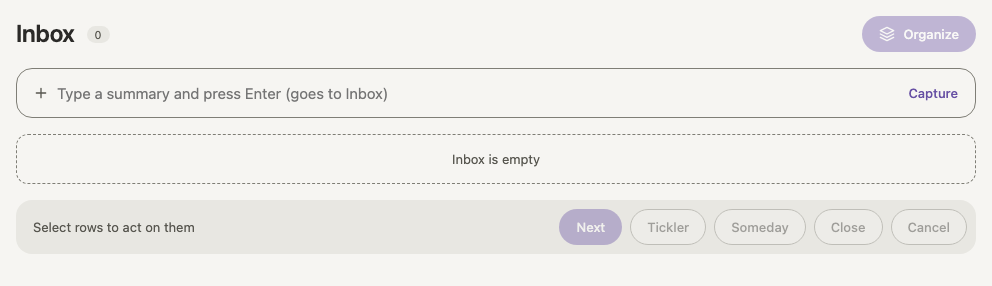 Inbox 0 Organize
+ Type a summary and press Enter (goes to Inbox) Capture
Inbox is empty
Select rows to act on them Next Tickler Someday Close Cancel